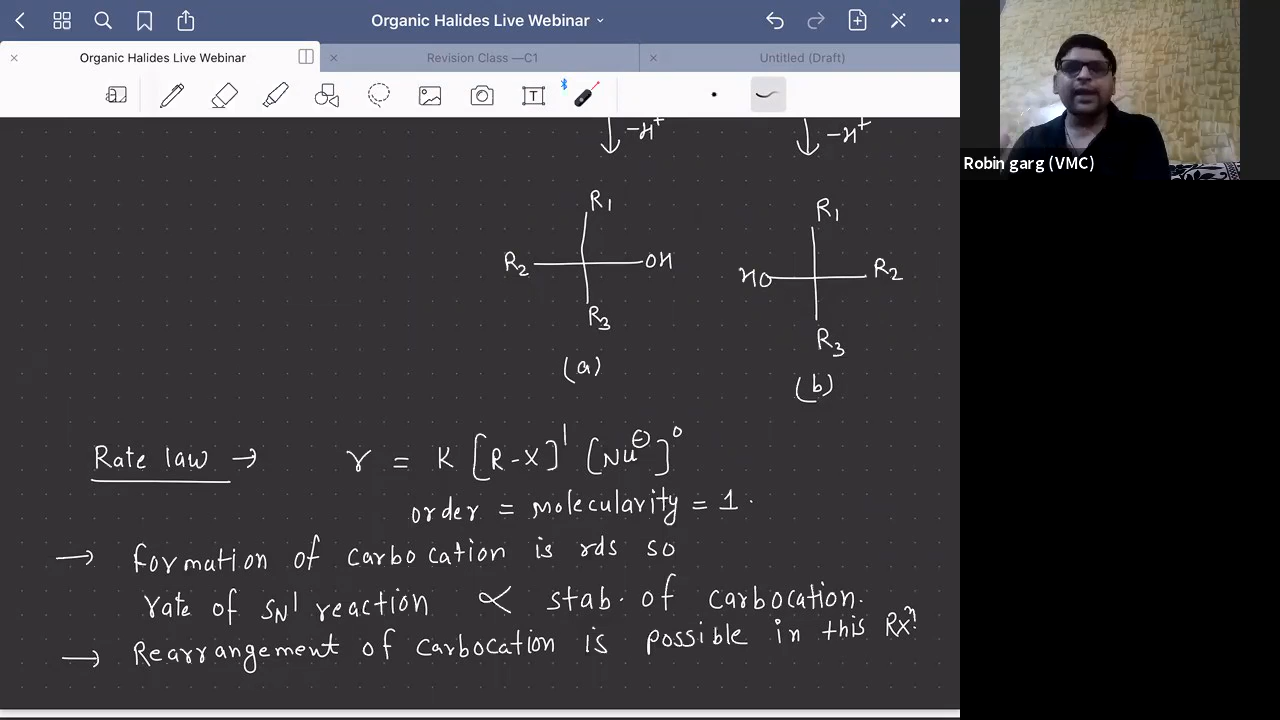 Organic Halides Live Webinar
Organic Halides Live Webinar
Revision Class —C1
Untitled (Draft)
T
Robin garg (VMC)
-H⁺ -H⁺
R₁ R₁
R₂ OH HO R₂
R₃ R₃
(a) (b)
Rate law → r = K [R-X]¹ [Nu⊖]⁰
order = molecularity = 1.
→ formation of carbocation is rds so
rate of SN1 reaction ∝ stab. of carbocation.
→ Rearrangement of carbocation is possible in this Rxⁿ.